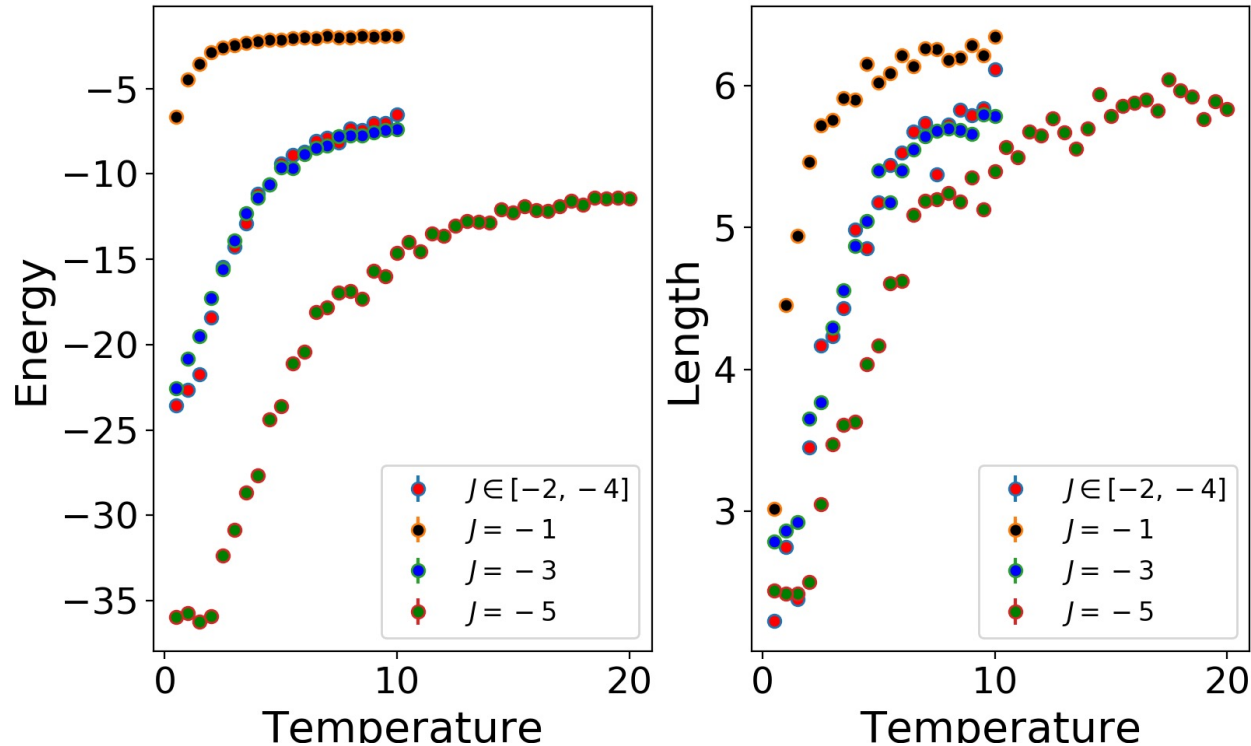 Energy
−5
−10
−15
−20
−25
−30
−35
0
10
20
Temperature
J ∈ [−2, −4]
J = −1
J = −3
J = −5
Length
6
5
4
3
0
10
20
Temperature
J ∈ [−2, −4]
J = −1
J = −3
J = −5